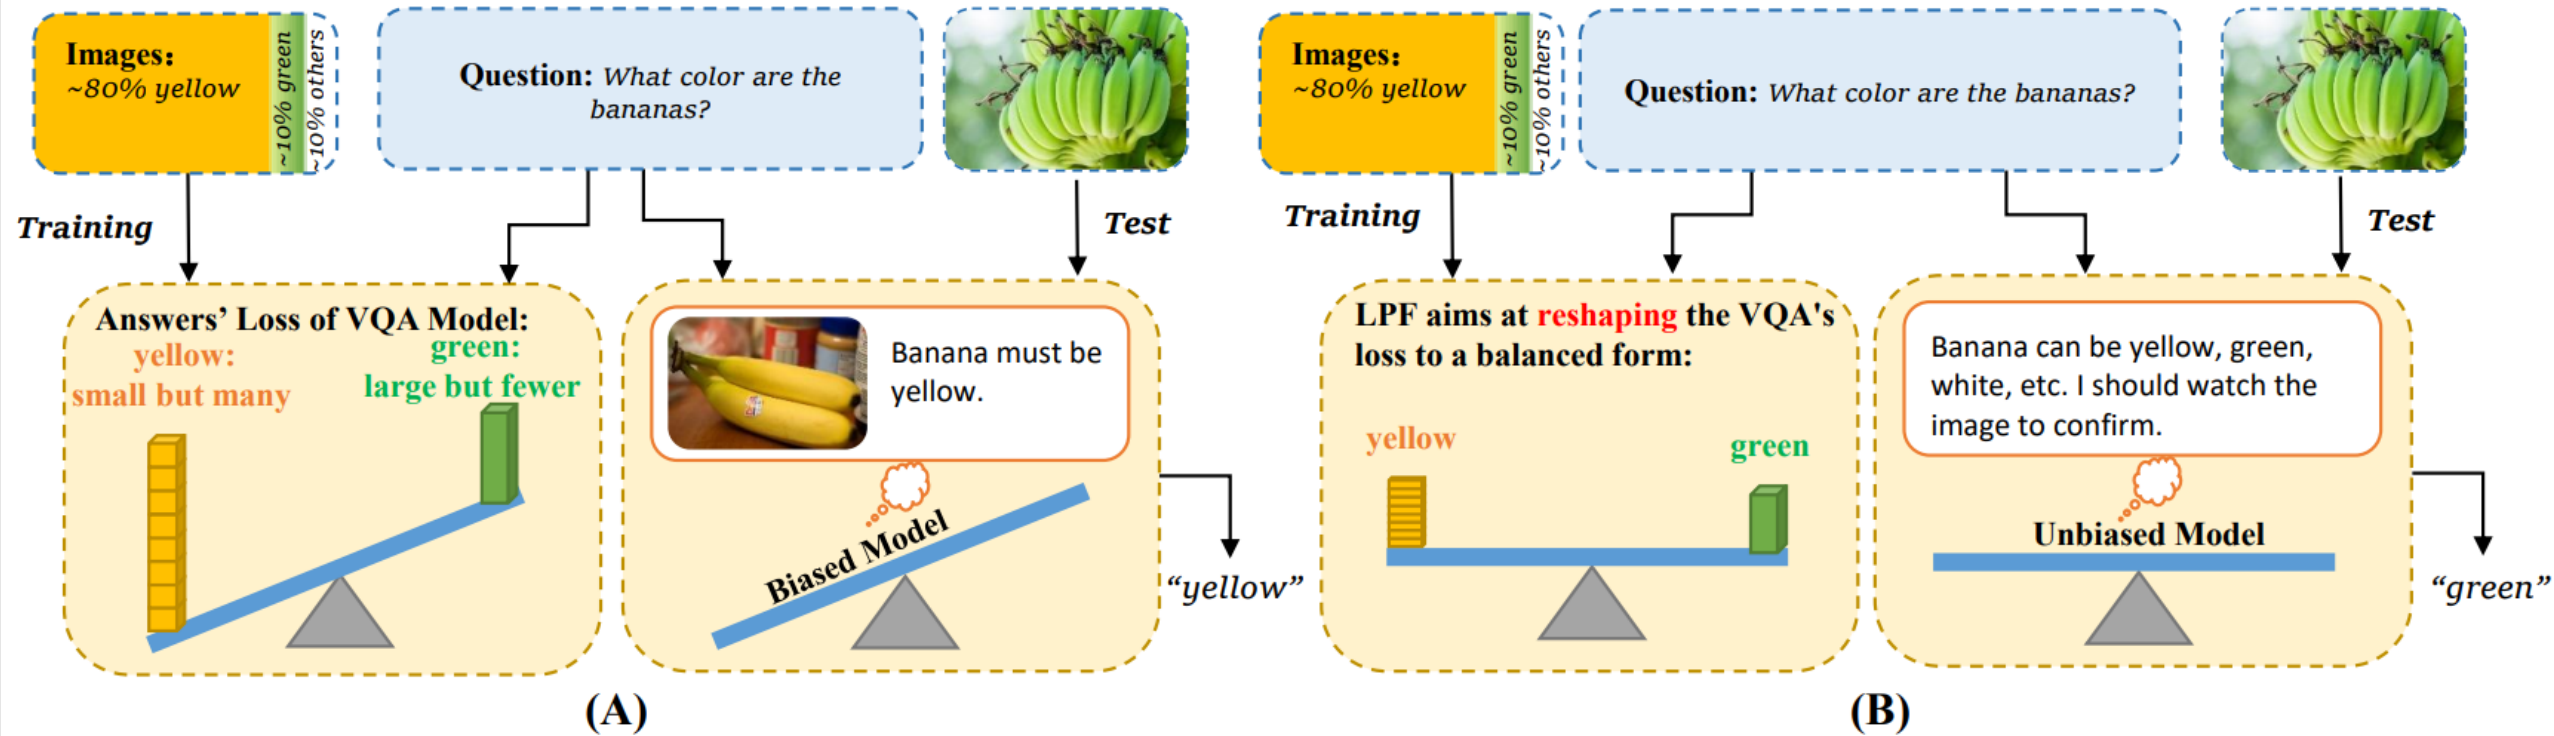 Images:
~80% yellow
~10% green
~10% others
Question: What color are the
bananas?
Training
Test
Answers' Loss of VQA Model:
yellow:
small but many
green:
large but fewer
Banana must be
yellow.
Biased Model
"yellow"
(A)
Images:
~80% yellow
~10% green
~10% others
Question: What color are the bananas?
Training
Test
LPF aims at reshaping the VQA's
loss to a balanced form:
yellow
green
Banana can be yellow, green,
white, etc. I should watch the
image to confirm.
Unbiased Model
"green"
(B)